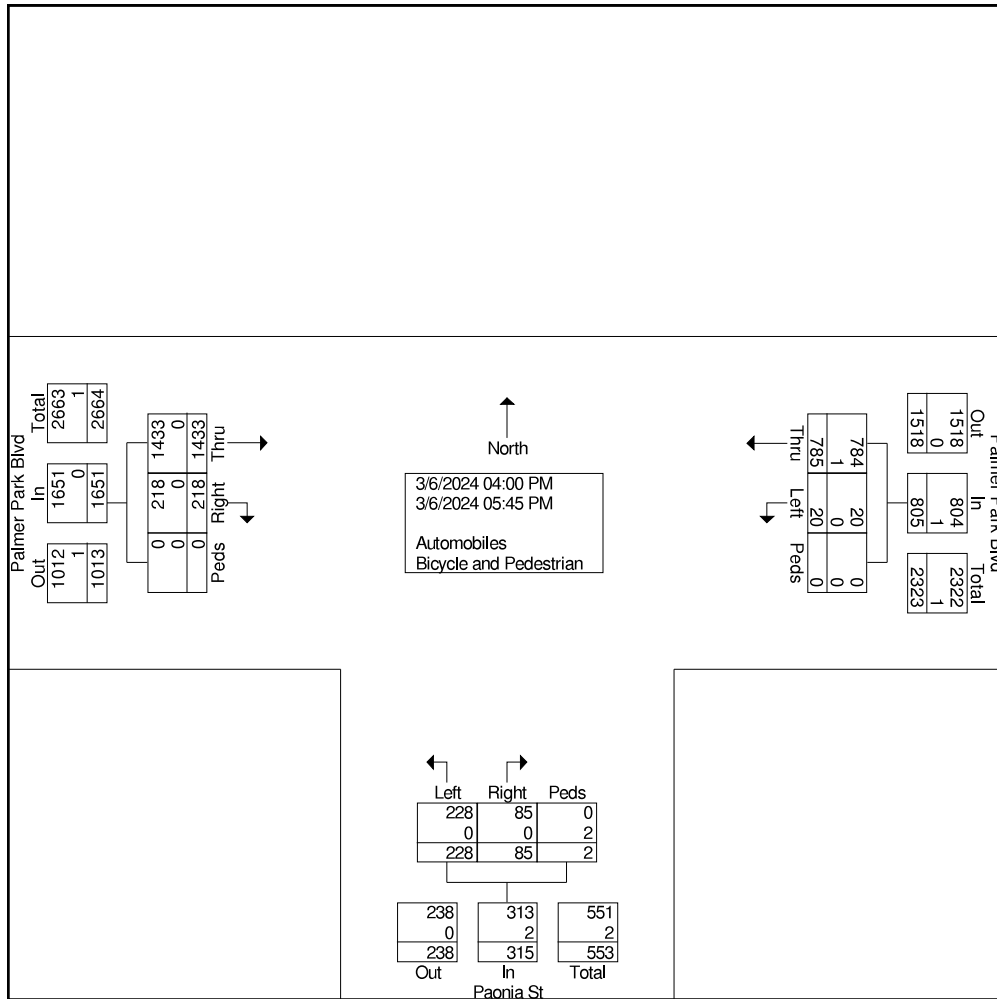 Palmer Park Blvd
Out In Total
1012 1651 2663
1 0 1
1013 1651 2664
0 218 1433
0 0 0
0 218 1433
Peds Right Thru
North
3/6/2024 04:00 PM
3/6/2024 05:45 PM
Automobiles
Bicycle and Pedestrian
Palmer Park Blvd
Out In Total
1518 804 2322
0 1 1
1518 805 2323
784 20 0
1 0 0
785 20 0
Thru Left Peds
Left Right Peds
228 85 0
0 0 2
228 85 2
238 313 551
0 2 2
238 315 553
Out In Total
Paonia St